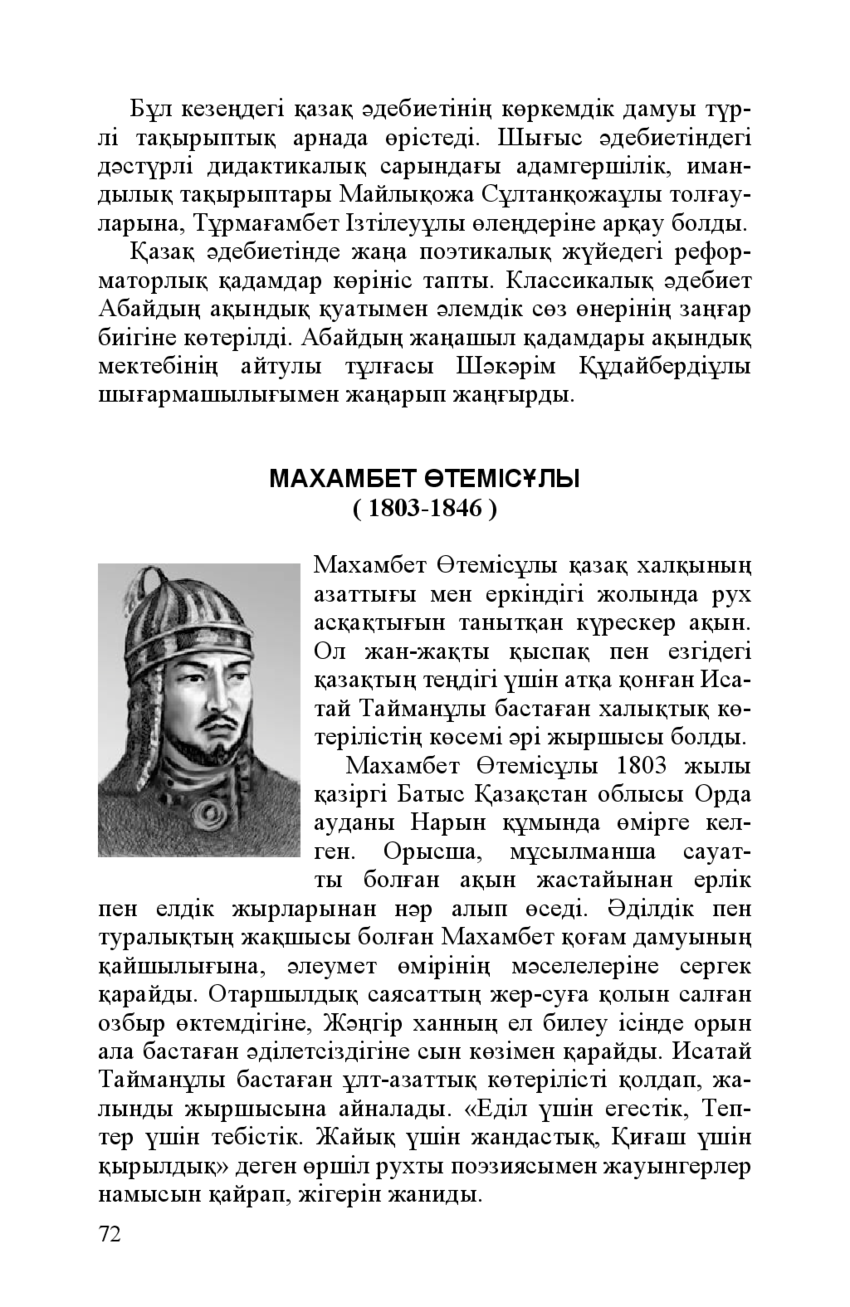 Бұл кезеңдегі қазақ әдебиетінің көркемдік дамуы түр-
лі тақырыптық арнада өрістеді. Шығыс әдебиетіндегі
дәстүрлі дидактикалық сарындағы адамгершілік, иман-
дылық тақырыптары Майлықожа Сұлтанқожаұлы толғау-
ларына, Тұрмағамбет Ізтілеуұлы өлеңдеріне арқау болды.
Қазақ әдебиетінде жаңа поэтикалық жүйедегі рефор-
маторлық қадамдар көрініс тапты. Классикалық әдебиет
Абайдың ақындық қуатымен әлемдік сөз өнерінің заңғар
биігіне көтерілді. Абайдың жаңашыл қадамдары ақындық
мектебінің айтулы тұлғасы Шәкәрім Құдайбердіұлы
шығармашылығымен жаңарып жаңғырды.
МАХАМБЕТ ӨТЕМІСҰЛЫ
( 1803-1846 )
Махамбет Өтемісұлы қазақ халқының
азаттығы мен еркіндігі жолында рух
асқақтығын танытқан күрескер ақын.
Ол жан-жақты қыспақ пен езгідегі
қазақтың теңдігі үшін атқа қонған Иса-
тай Тайманұлы бастаған халықтық кө-
терілістің көсемі әрі жыршысы болды.
Махамбет Өтемісұлы 1803 жылы
қазіргі Батыс Қазақстан облысы Орда
ауданы Нарын құмында өмірге кел-
ген. Орысша, мұсылманша сауат-
ты болған ақын жастайынан ерлік
пен елдік жырларынан нәр алып өседі. Әділдік пен
туралықтың жақшысы болған Махамбет қоғам дамуының
қайшылығына, әлеумет өмірінің мәселелеріне сергек
қарайды. Отаршылдық саясаттың жер-суға қолын салған
озбыр өктемдігіне, Жәңгір ханның ел билеу ісінде орын
ала бастаған әділетсіздігіне сын көзімен қарайды. Исатай
Тайманұлы бастаған ұлт-азаттық көтерілісті қолдап, жа-
лынды жыршысына айналады. «Еділ үшін егестік, Теп-
тер үшін тебістік. Жайық үшін жандастық, Қиғаш үшін
қырылдық» деген өршіл рухты поэзиясымен жауынгерлер
намысын қайрап, жігерін жаниды.
72